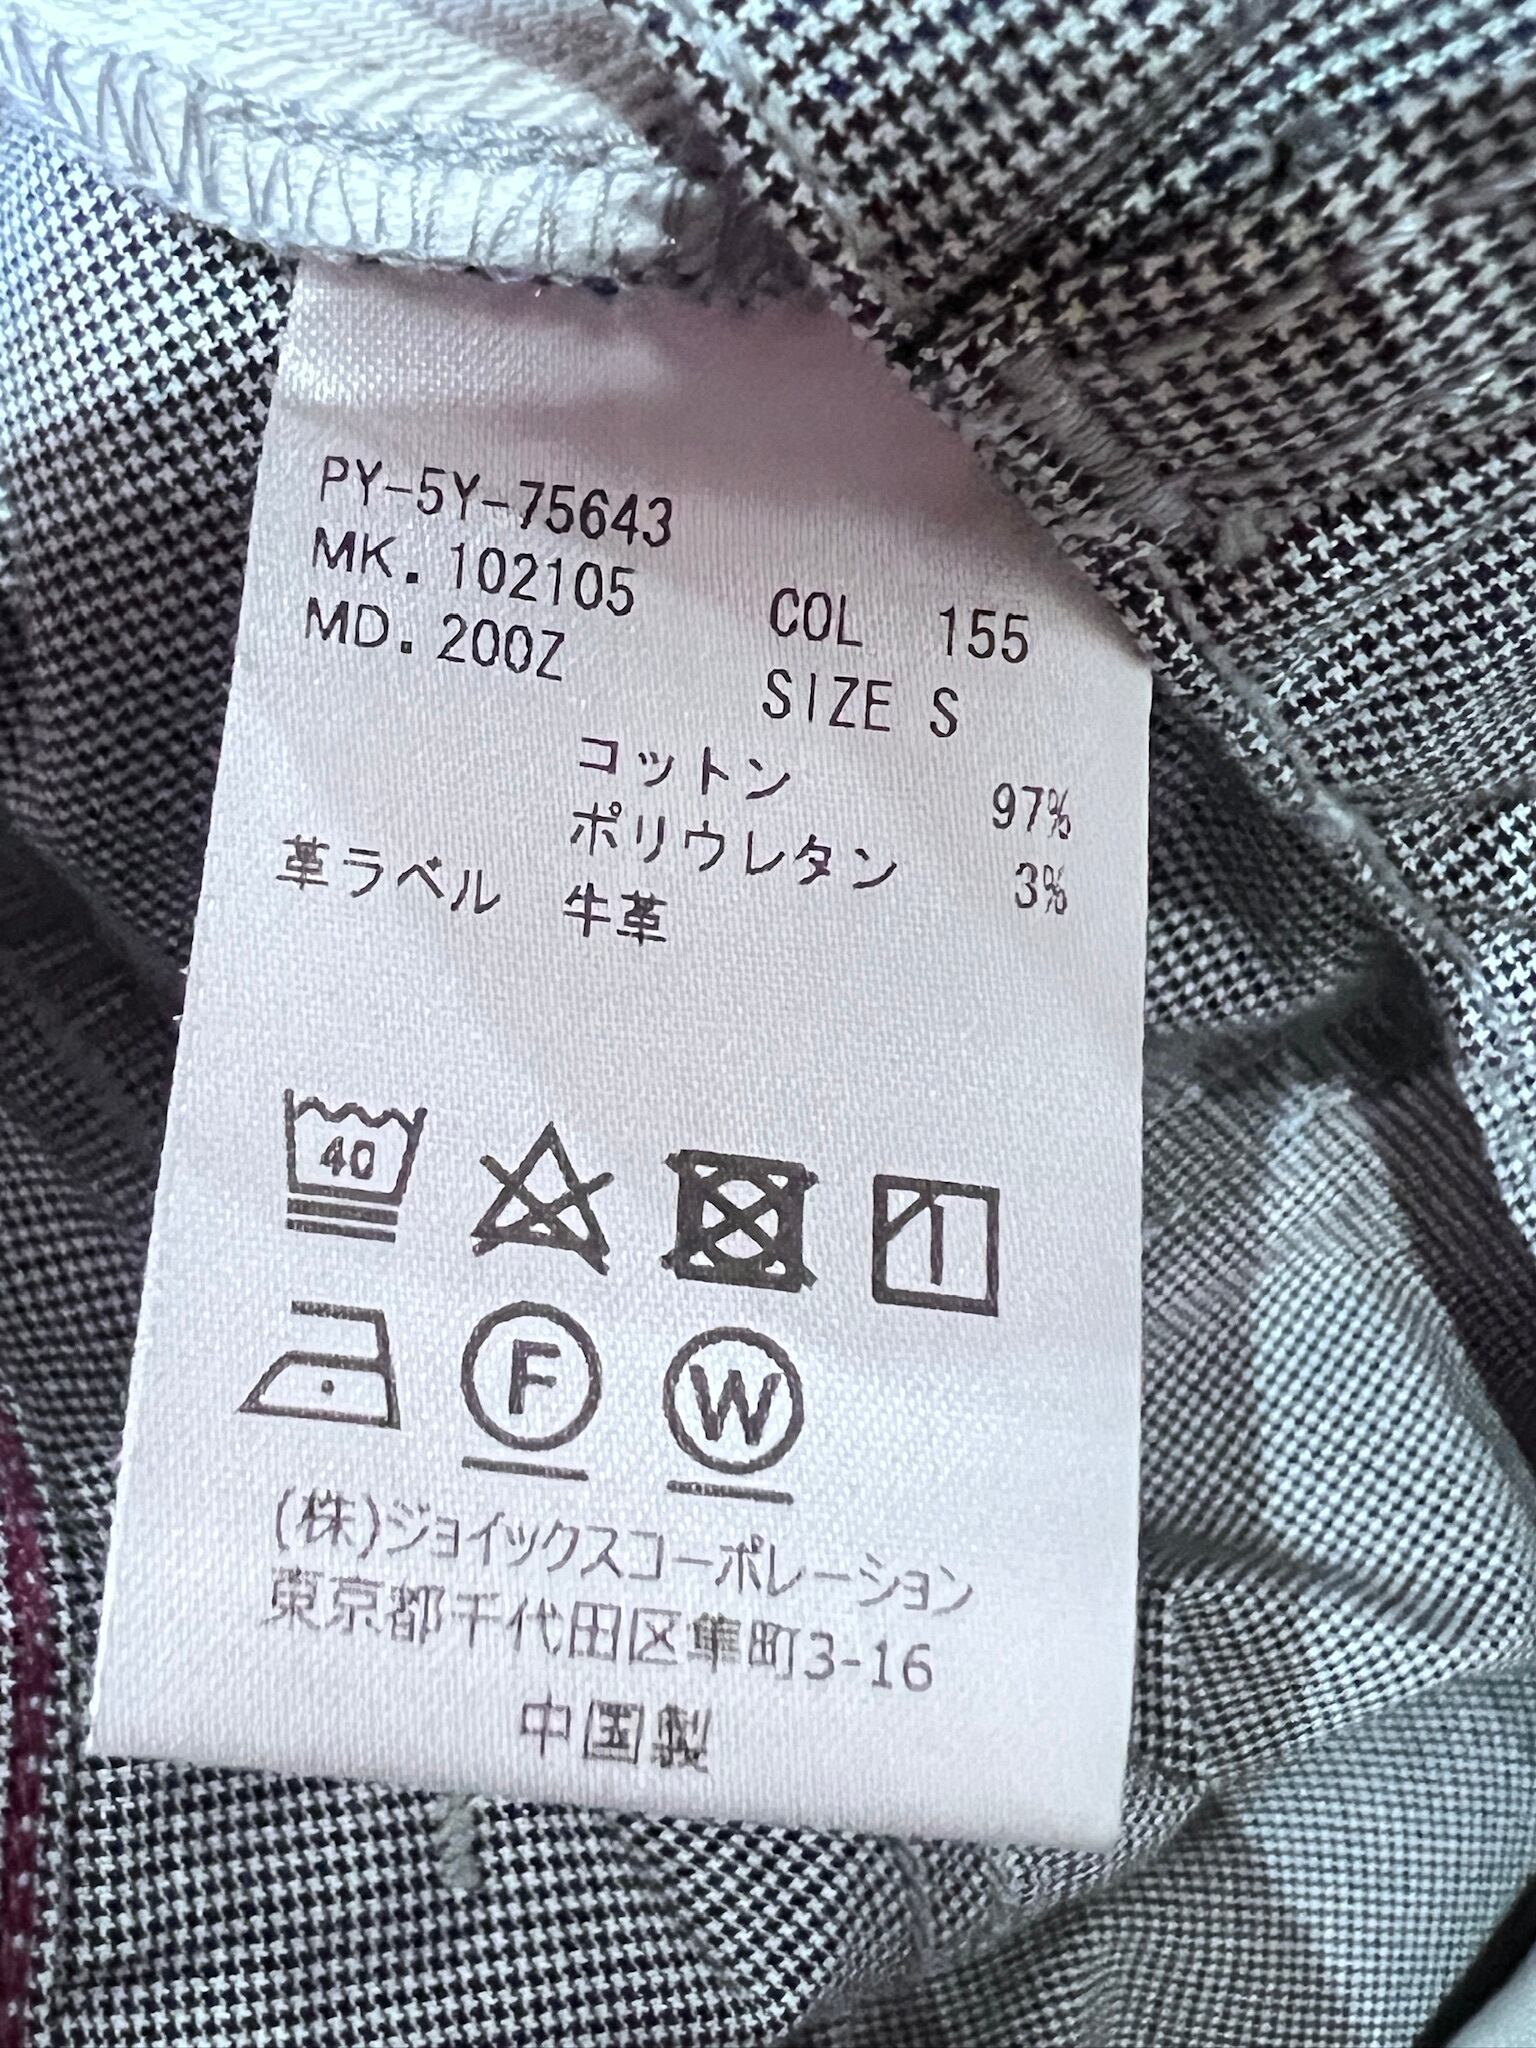 PY-5Y-75643
MK. 102105 COL 155
MD. 200Z SIZE S
コットン 97%
ポリウレタン 3%
革ラベル 牛革
40
F W
(株)ジョイックスコーポレーション
東京都千代田区隼町3-16
中国製